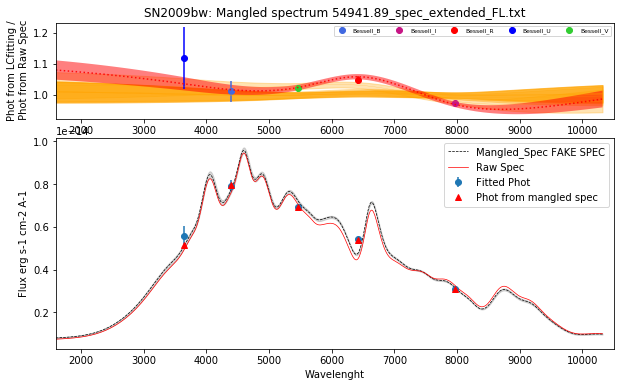 SN2009bw: Mangled spectrum 54941.89_spec_extended_FL.txt
Phot from LCfitting /
Phot from Raw Spec
1.2
1.1
1.0
Bessell_B
Bessell_I
Bessell_R
Bessell_U
Bessell_V
2000 3000 4000 5000 6000 7000 8000 9000 10000
1e−14
Flux erg s-1 cm-2 A-1
1.0
0.8
0.6
0.4
0.2
Mangled_Spec FAKE SPEC
Raw Spec
Fitted Phot
Phot from mangled spec
2000 3000 4000 5000 6000 7000 8000 9000 10000
Wavelenght